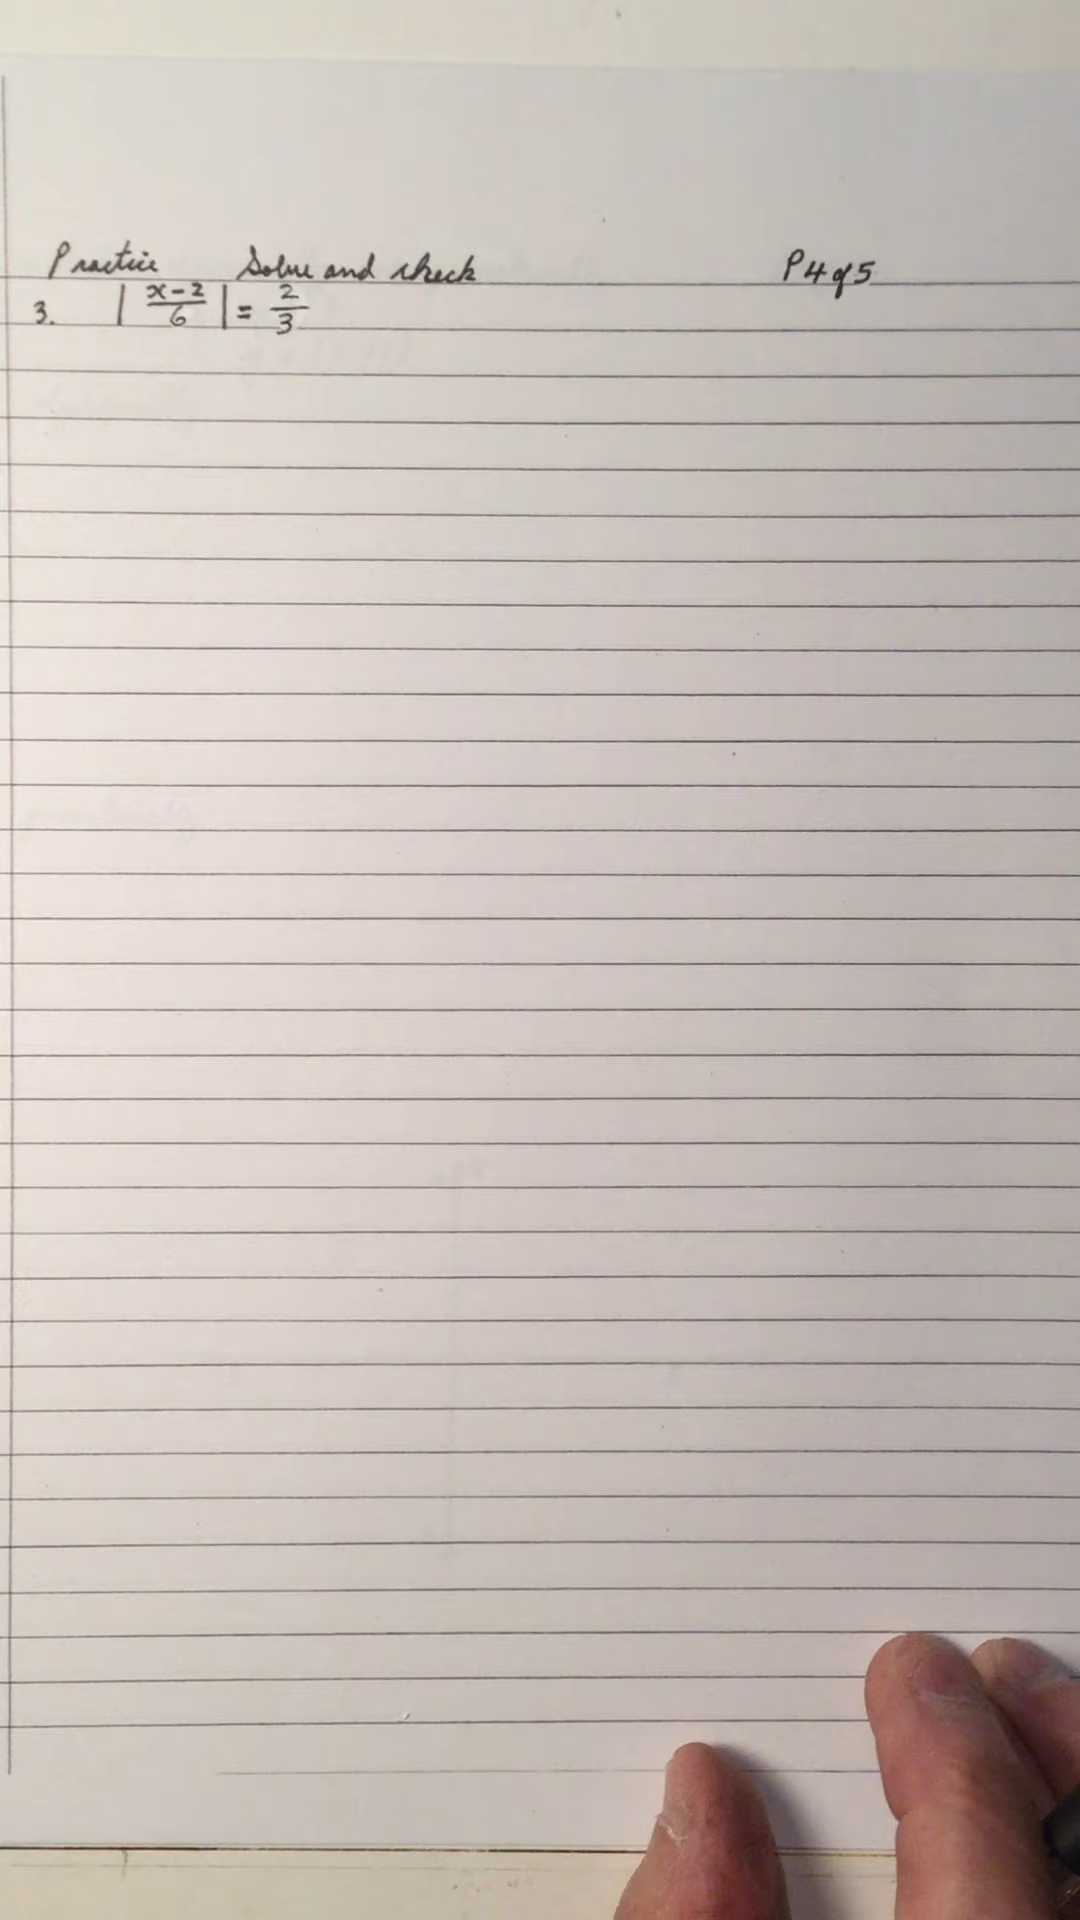 Practice Solve and check P4 of 5
3. | (x-2)/6 | = 2/3